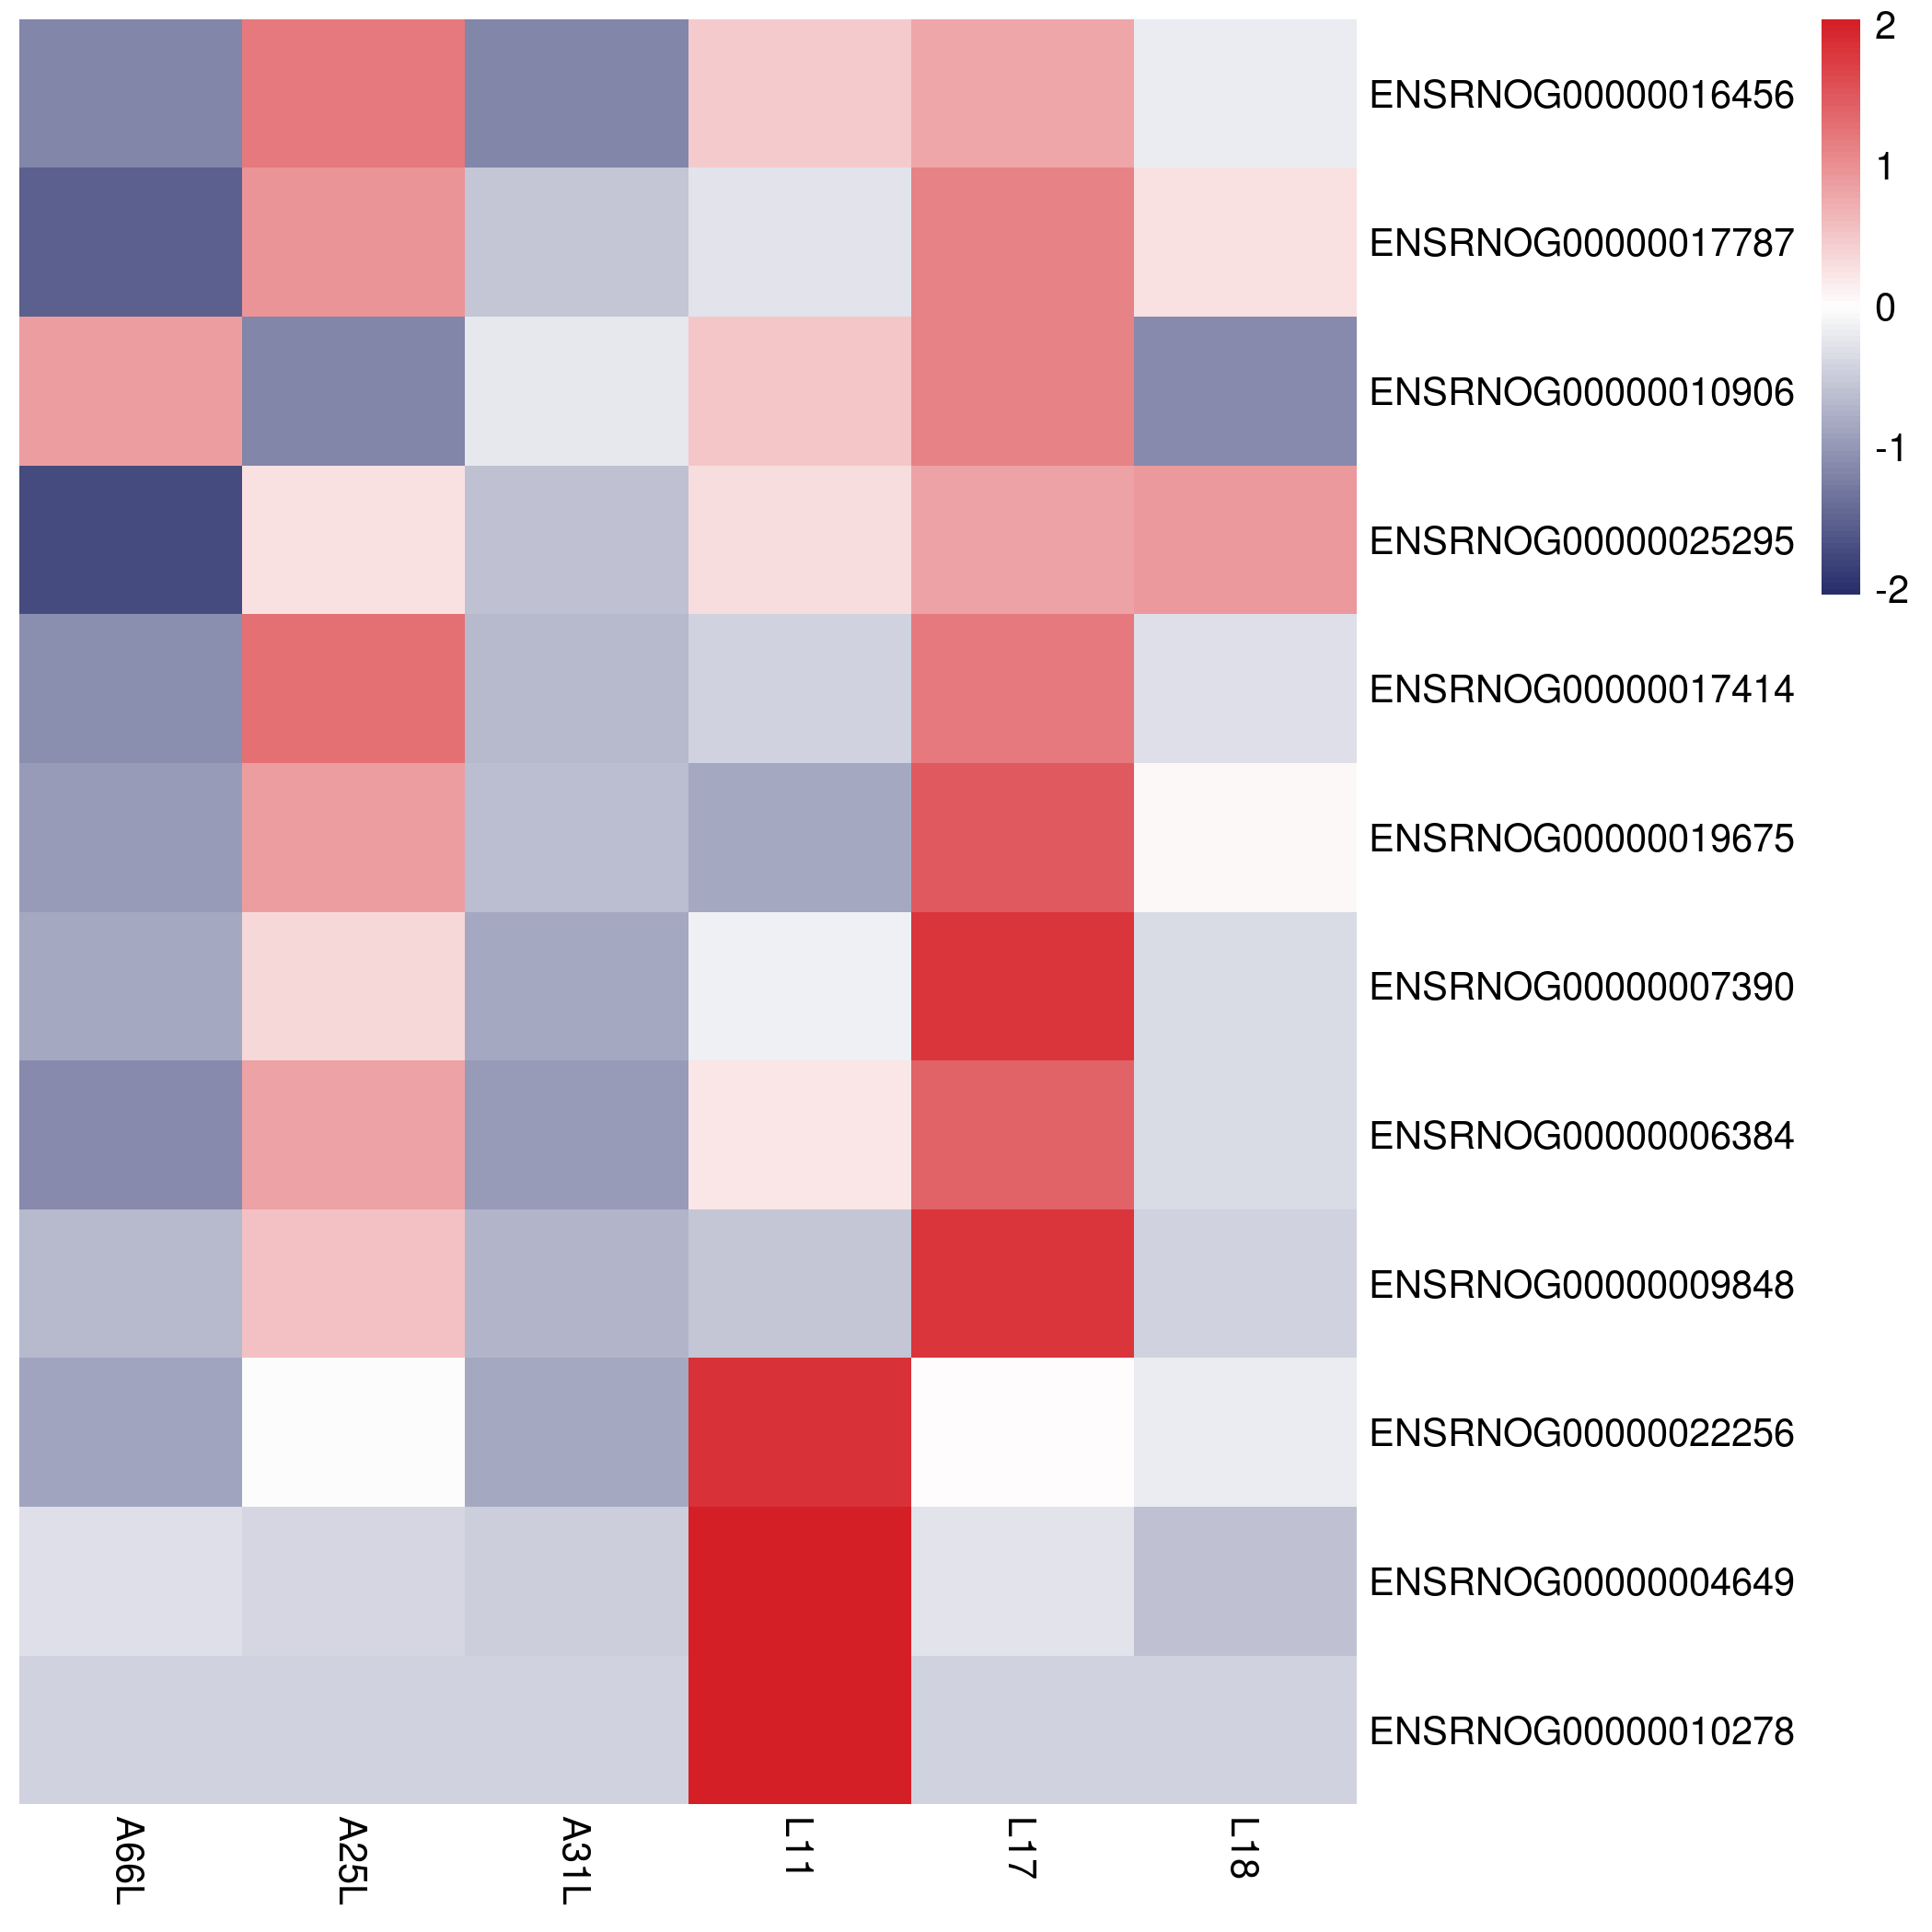 2
1
0
-1
-2
ENSRNOG00000016456
ENSRNOG00000017787
ENSRNOG00000010906
ENSRNOG00000025295
ENSRNOG00000017414
ENSRNOG00000019675
ENSRNOG00000007390
ENSRNOG00000006384
ENSRNOG00000009848
ENSRNOG00000022256
ENSRNOG00000004649
ENSRNOG00000010278
A66L
A25L
A31L
L11
L17
L18